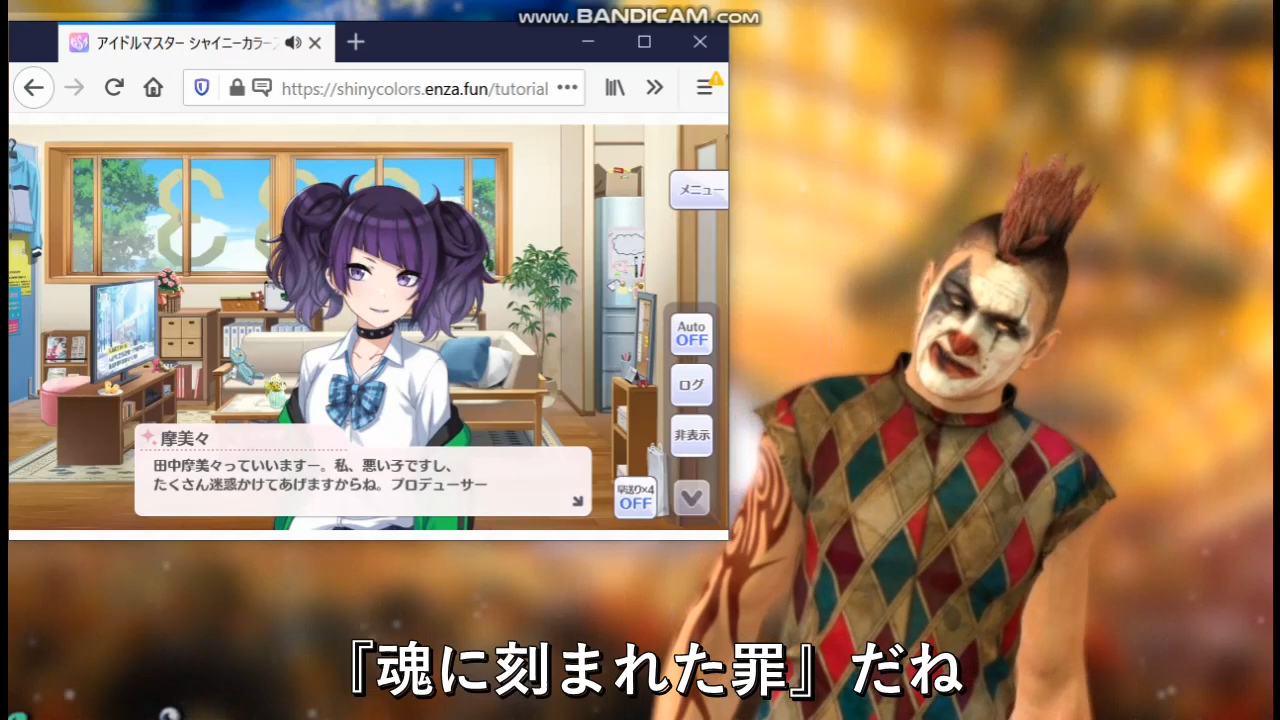 www.BANDICAM.com
アイドルマスター シャイニーカラー
https://shinycolors.enza.fun/tutorial
メニュー
Auto
OFF
ログ
非表示
摩美々
田中摩美々っていいますー。私、悪い子ですし、
たくさん迷惑かけてあげますからね。プロデューサー
早送り×4
OFF
『魂に刻まれた罪』だね